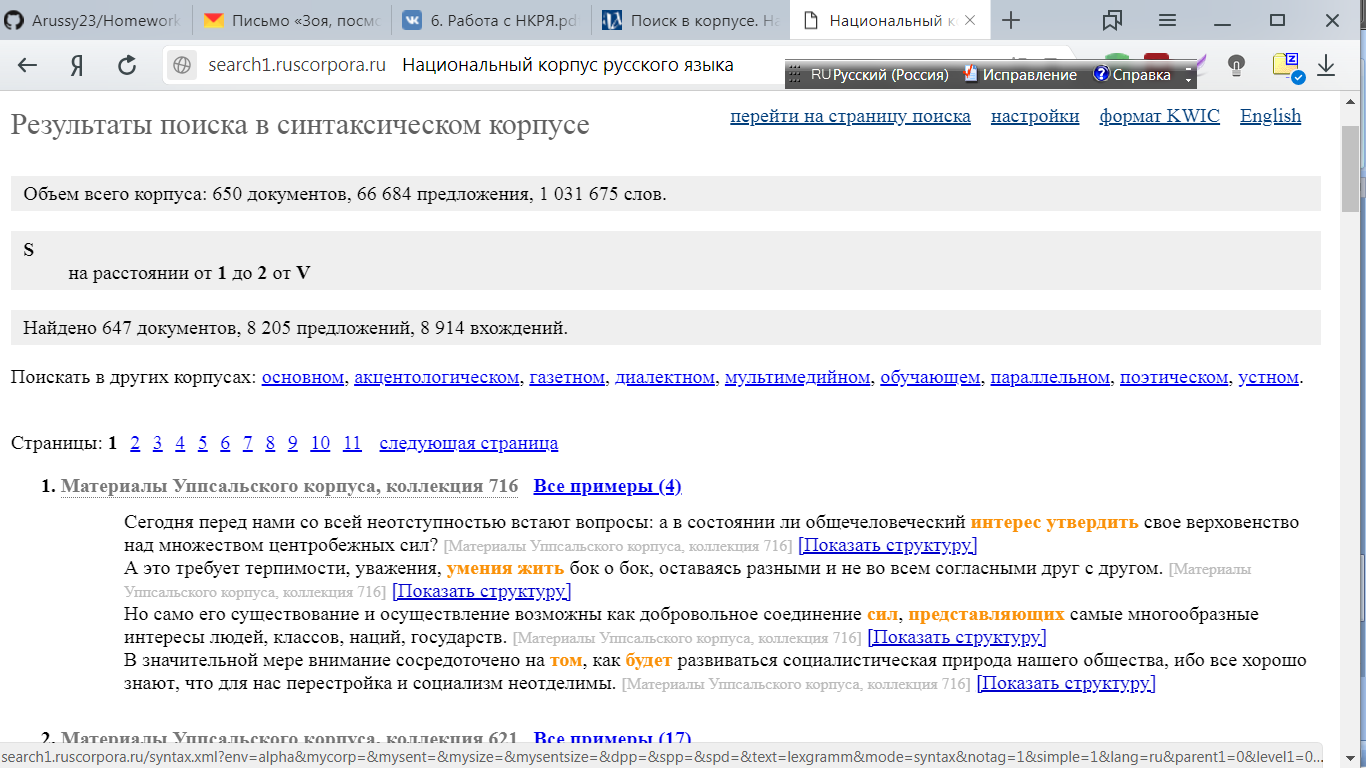 Arussy23/Homework
Письмо «Зоя, посмо
6. Работа с НКРЯ.pdf
Поиск в корпусе. На
Национальный к
search1.ruscorpora.ru Национальный корпус русского языка
RU Русский (Россия) Исправление Справка
Результаты поиска в синтаксическом корпусе
перейти на страницу поиска настройки формат KWIC English
Объем всего корпуса: 650 документов, 66 684 предложения, 1 031 675 слов.
S
на расстоянии от 1 до 2 от V
Найдено 647 документов, 8 205 предложений, 8 914 вхождений.
Поискать в других корпусах: основном, акцентологическом, газетном, диалектном, мультимедийном, обучающем, параллельном, поэтическом, устном.
Страницы: 1 2 3 4 5 6 7 8 9 10 11 следующая страница
1. Материалы Уппсальского корпуса, коллекция 716 Все примеры (4)
Сегодня перед нами со всей неотступностью встают вопросы: а в состоянии ли общечеловеческий интерес утвердить свое верховенство
над множеством центробежных сил? [Материалы Уппсальского корпуса, коллекция 716] [Показать структуру]
А это требует терпимости, уважения, умения жить бок о бок, оставаясь разными и не во всем согласными друг с другом. [Материалы
Уппсальского корпуса, коллекция 716] [Показать структуру]
Но само его существование и осуществление возможны как добровольное соединение сил, представляющих самые многообразные
интересы людей, классов, наций, государств. [Материалы Уппсальского корпуса, коллекция 716] [Показать структуру]
В значительной мере внимание сосредоточено на том, как будет развиваться социалистическая природа нашего общества, ибо все хорошо
знают, что для нас перестройка и социализм неотделимы. [Материалы Уппсальского корпуса, коллекция 716] [Показать структуру]
2. Материалы Уппсальского корпуса, коллекция 621 Все примеры (17)
search1.ruscorpora.ru/syntax.xml?env=alpha&mycorp=&mysent=&mysize=&mysentsize=&dpp=&spp=&spd=&text=lexgramm&mode=syntax&notag=1&simple=1&lang=ru&parent1=0&level1=0...